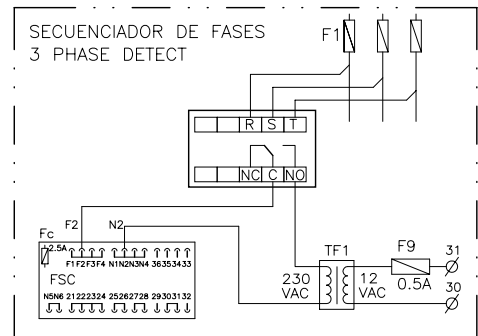 SECUENCIADOR DE FASES
3 PHASE DETECT
F1
R S T
NC C NO
Fc F2 N2
2.5A
F1F2F3F4 N1N2N3N4 36353433
FSC
N5N6 21222324 25262728 29303132
TF1
230 VAC
12 VAC
F9
0.5A
31
30